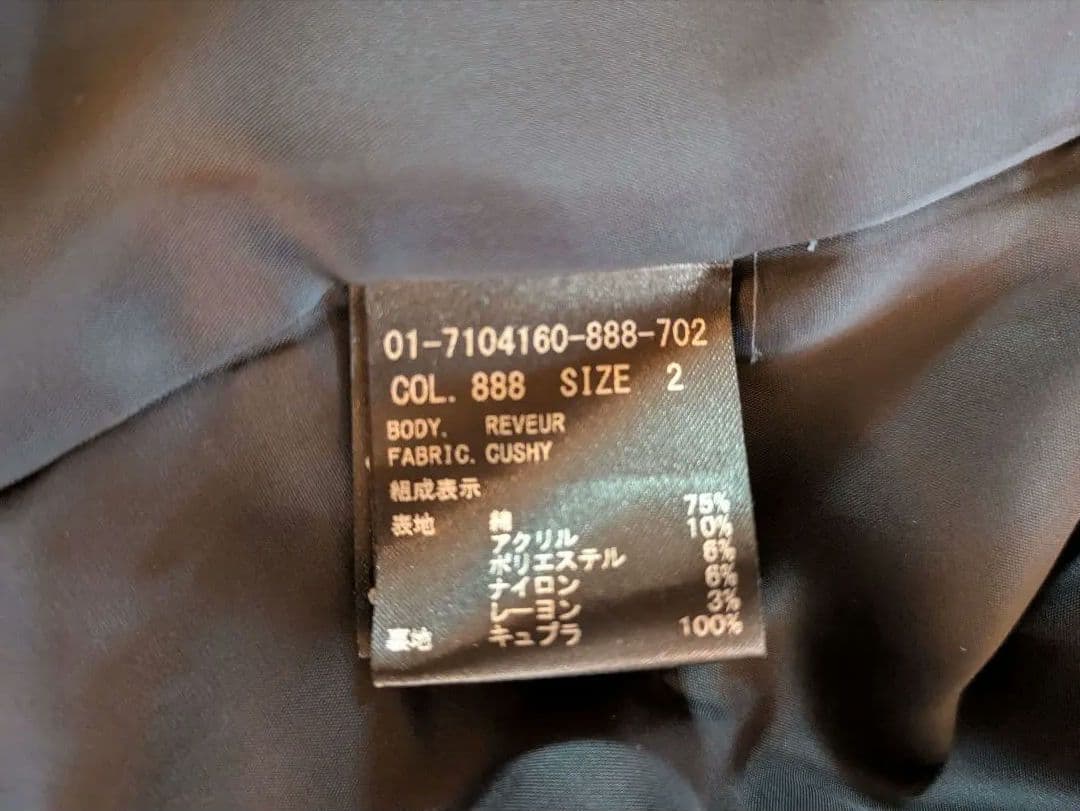 01-7104160-888-702
COL. 888 SIZE 2
BODY. REVEUR
FABRIC. CUSHY
組成表示
表地 綿 75%
アクリル 10%
ポリエステル 6%
ナイロン 6%
レーヨン 3%
裏地 キュプラ 100%